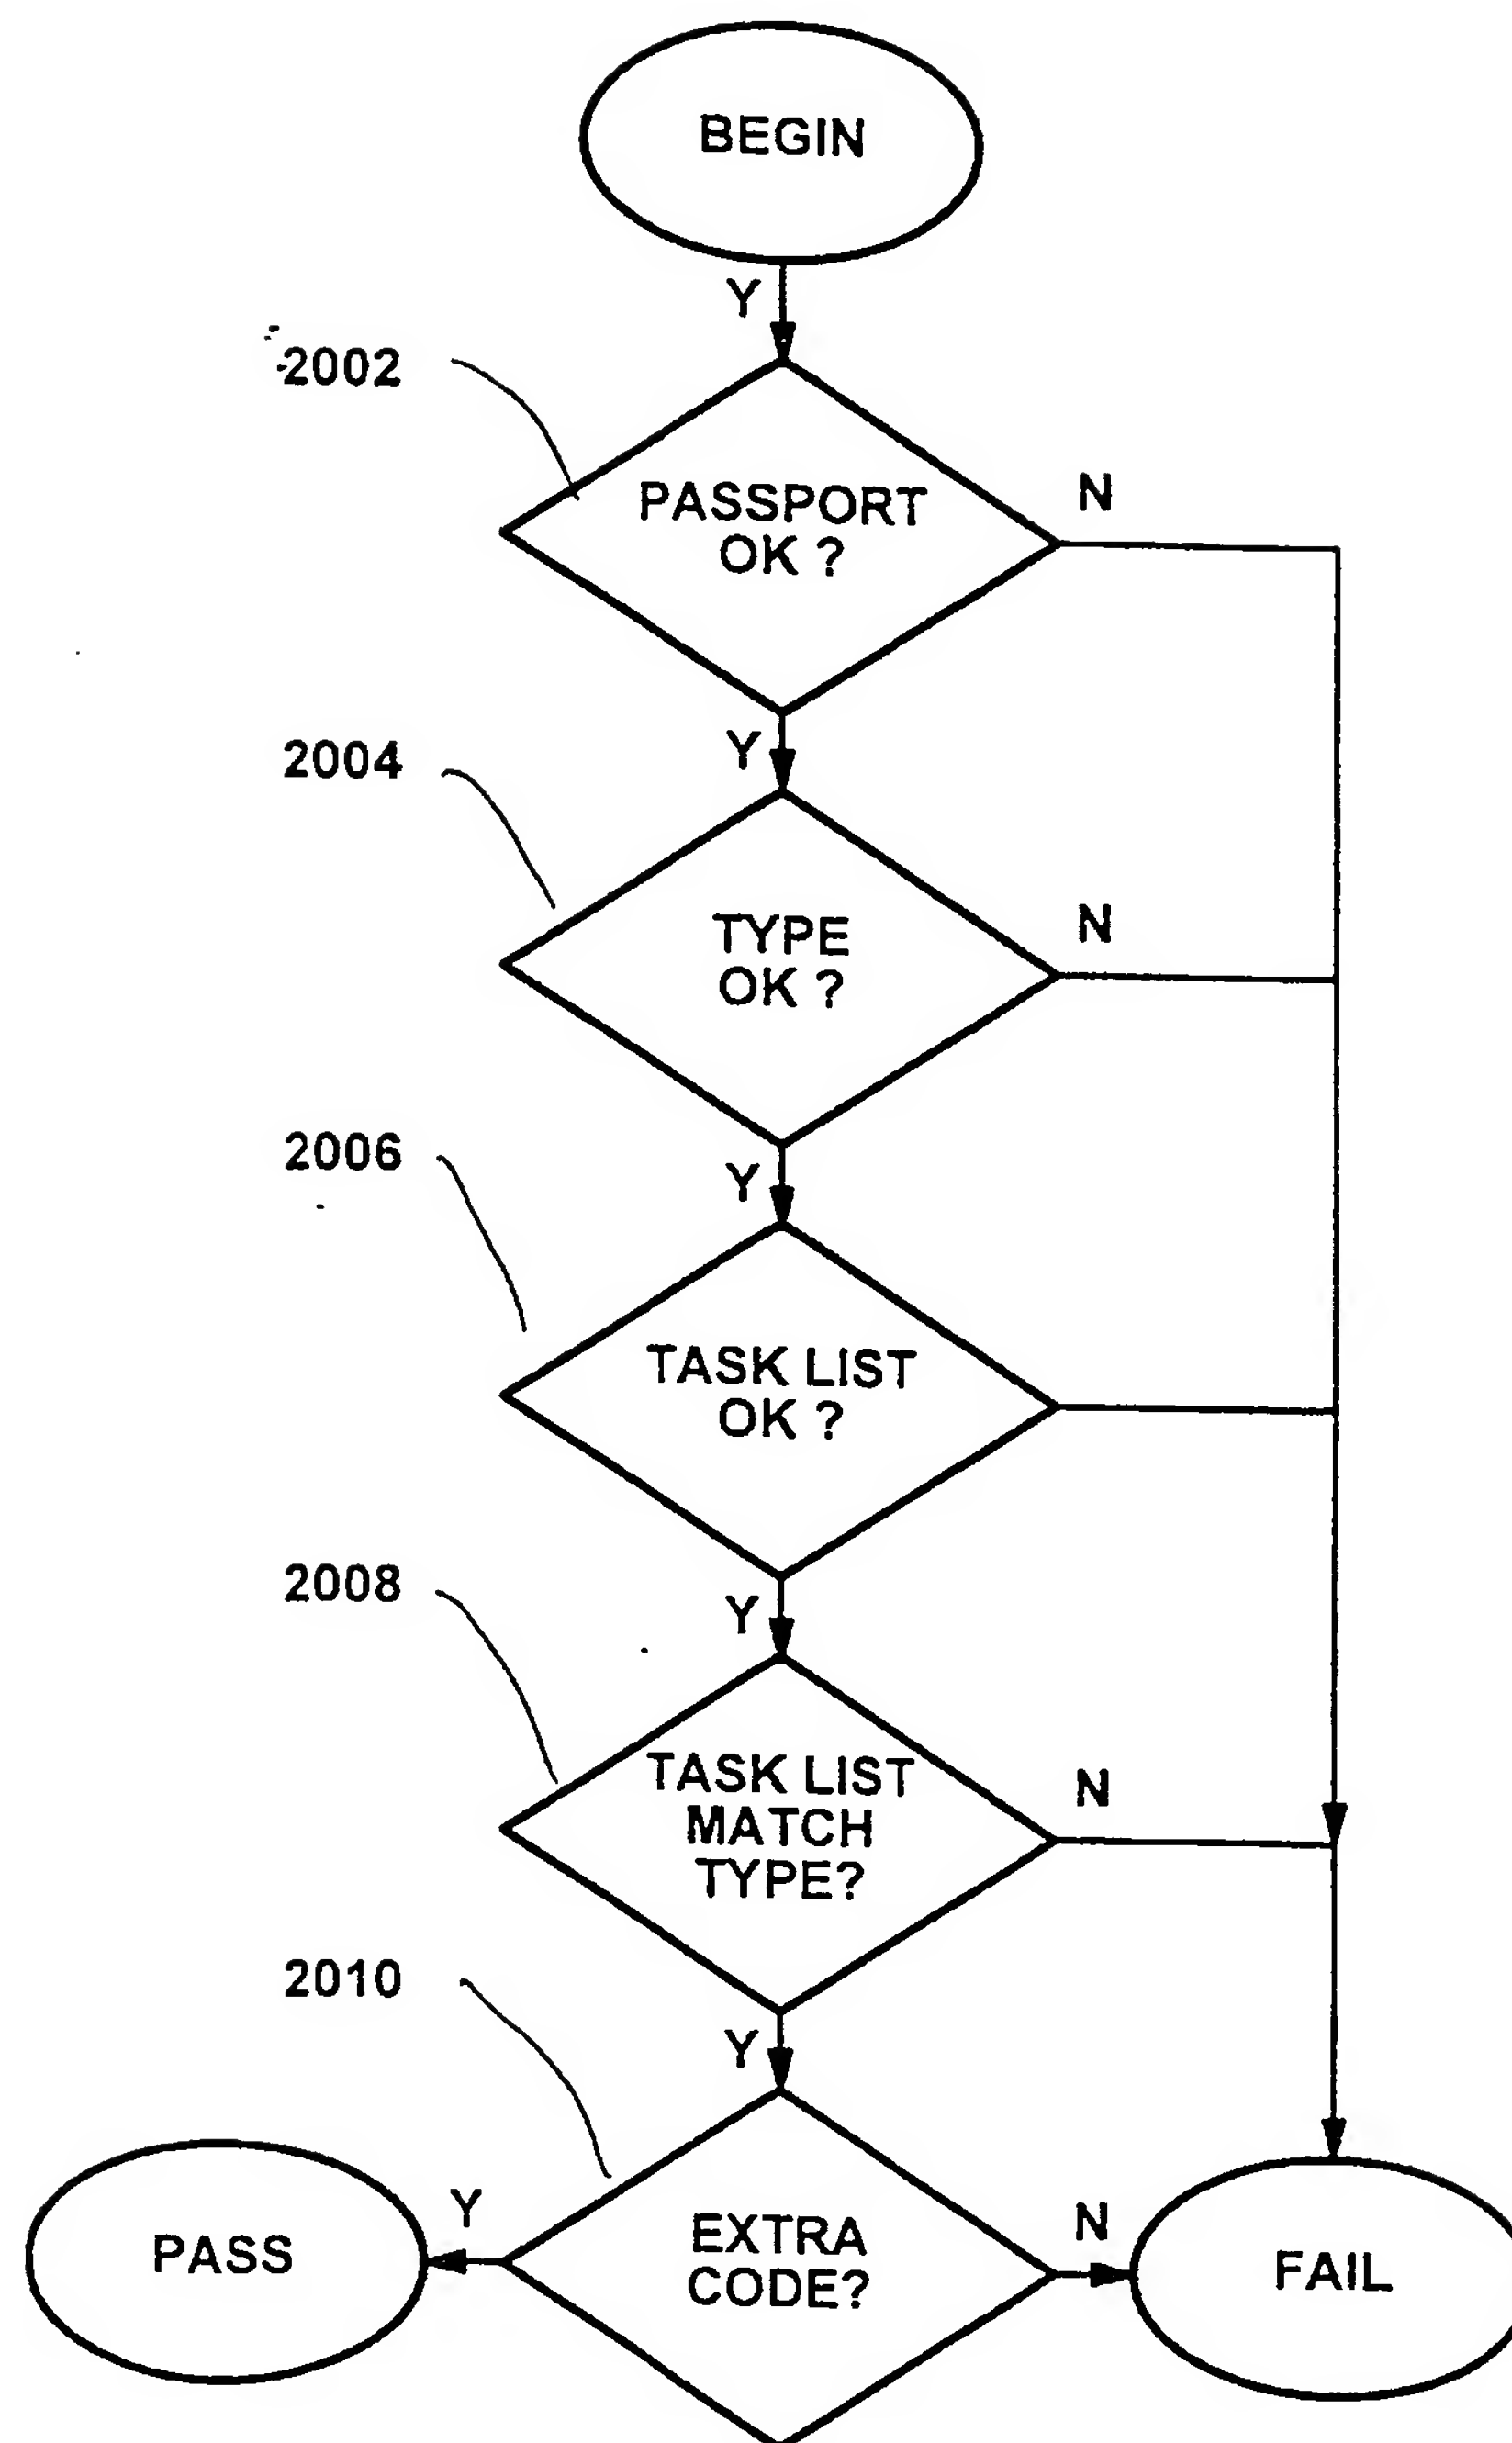 BEGIN
Y
2002
PASSPORT
OK ?
N
Y
2004
TYPE
OK ?
N
Y
2006
TASK LIST
OK ?
Y
2008
TASK LIST
MATCH
TYPE?
N
Y
2010
PASS
Y
EXTRA
CODE?
N
FAIL